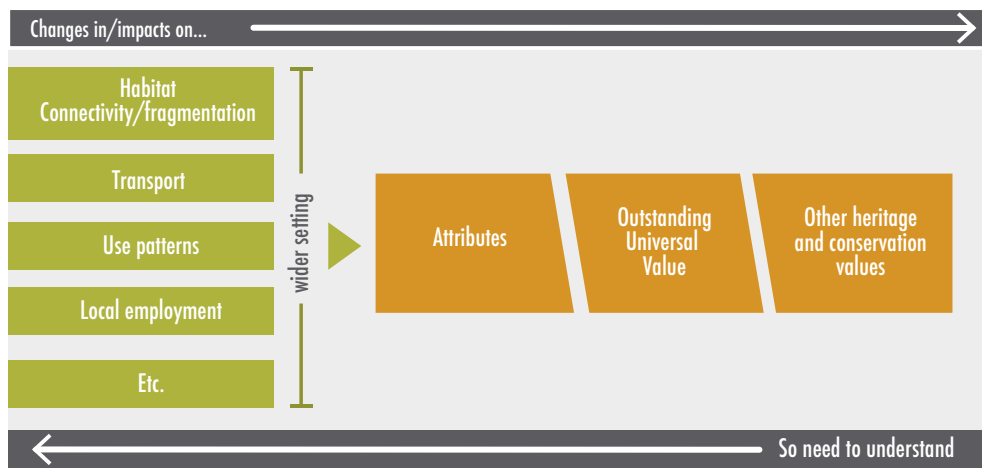 Changes in/impacts on...
Habitat
Connectivity/fragmentation
Transport
Use patterns
Local employment
Etc.
wider setting
Attributes
Outstanding
Universal
Value
Other heritage
and conservation
values
So need to understand